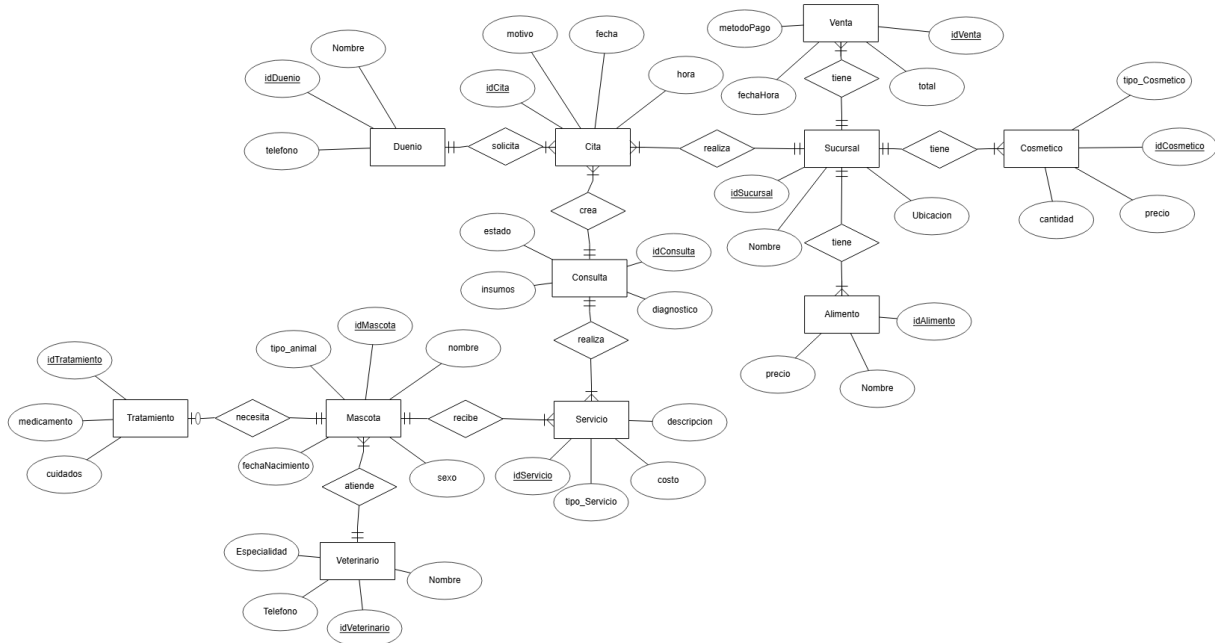 Venta
metodoPago
idVenta
fecha
motivo
Nombre
idDuenio
hora
tiene
fechaHora
total
tipo_Cosmetico
idCita
telefono
Duenio
solicita
Cita
realiza
Sucursal
tiene
Cosmetico
idCosmetico
idSucursal
crea
Ubicacion
cantidad
precio
estado
Nombre
tiene
idConsulta
Consulta
insumos
diagnostico
Alimento
idAlimento
idMascota
realiza
tipo_animal
nombre
idTratamiento
precio
Nombre
Tratamiento
necesita
Mascota
recibe
Servicio
medicamento
descripcion
cuidados
fechaNacimiento
sexo
idServicio
costo
atiende
tipo_Servicio
Especialidad
Veterinario
Nombre
Telefono
idVeterinario